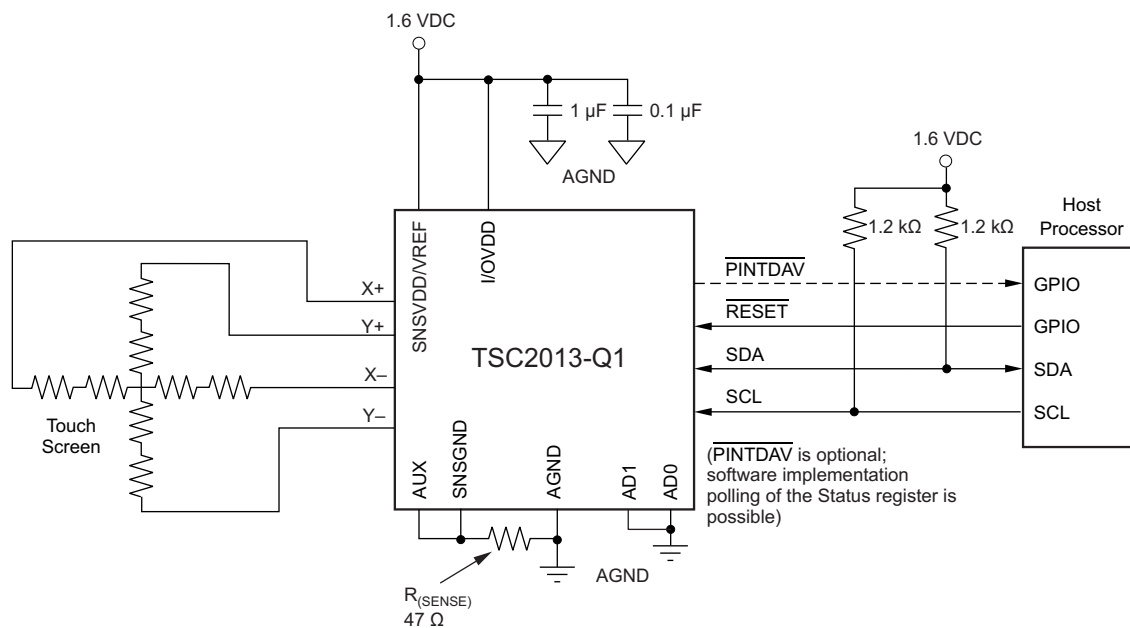 1.6 VDC
1 µF
0.1 µF
AGND
1.6 VDC
1.2 kΩ
1.2 kΩ
Host
Processor
SNSVDD/VREF
I/OVDD
X+
Y+
X–
Y–
Touch
Screen
TSC2013-Q1
PINTDAV
RESET
SDA
SCL
GPIO
GPIO
SDA
SCL
(PINTDAV is optional;
software implementation
polling of the Status register is
possible)
AUX
SNSGND
AGND
AD1
AD0
AGND
R(SENSE)
47 Ω